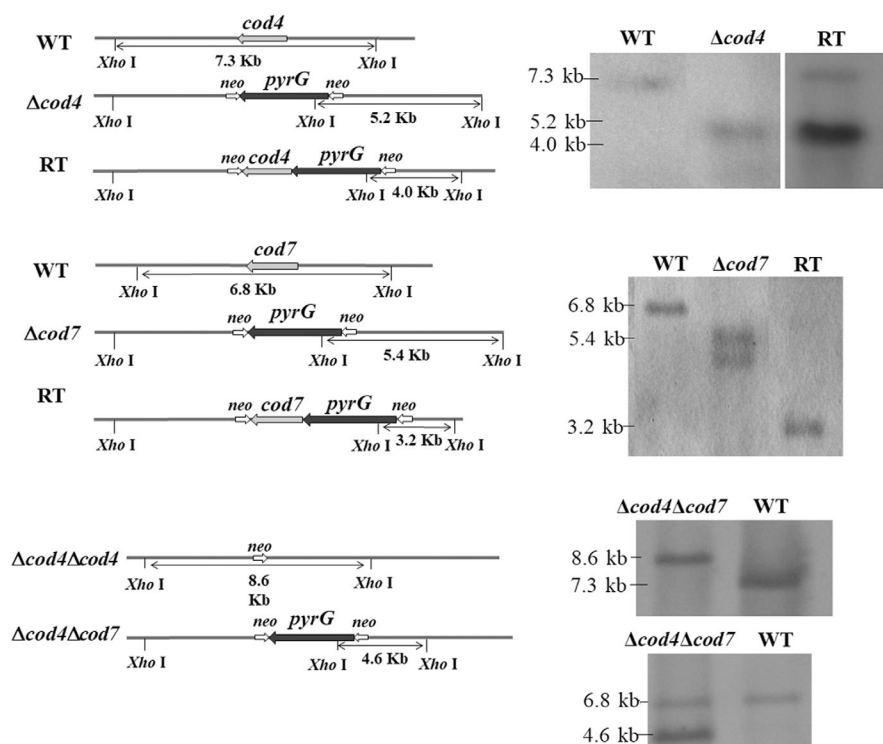 cod4
WT
7.3 Kb
Xho I Xho I
neo pyrG neo
Δcod4
Xho I Xho I
5.2 Kb
Xho I
RT
neo cod4 pyrG neo
Xho I Xho I
4.0 Kb
Xho I
WT Δcod4 RT
7.3 kb
5.2 kb
4.0 kb
cod7
WT
6.8 Kb
Xho I Xho I
neo pyrG neo
Δcod7
Xho I Xho I
5.4 Kb
Xho I
RT
neo cod7 pyrG neo
Xho I Xho I
3.2 Kb
Xho I
WT Δcod7 RT
6.8 kb
5.4 kb
3.2 kb
neo
Δcod4Δcod4
Xho I Xho I
8.6
Kb
pyrG
neo neo
Δcod4Δcod7
Xho I Xho I
4.6 Kb
Xho I
Δcod4Δcod7 WT
8.6 kb
7.3 kb
Δcod4Δcod7 WT
6.8 kb
4.6 kb